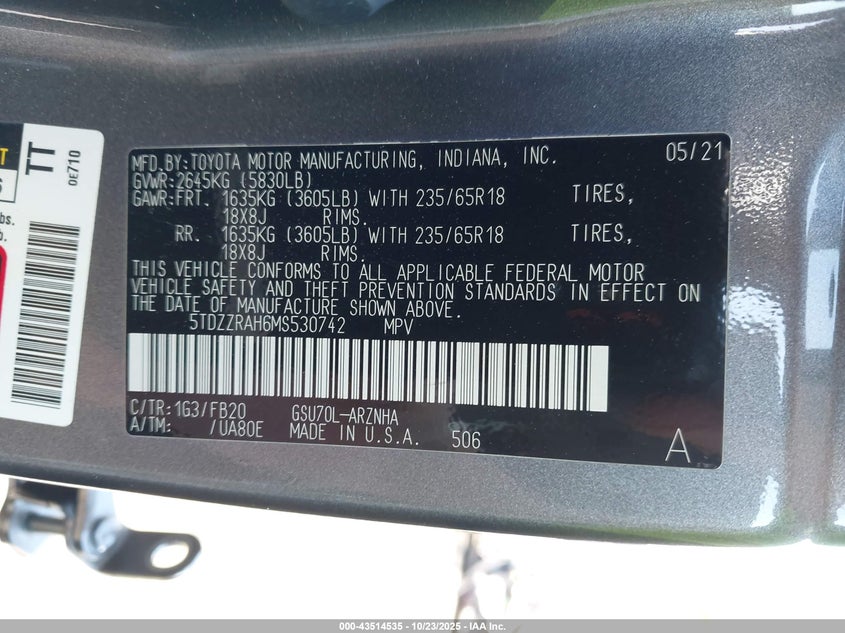 MFD. BY: TOYOTA MOTOR MANUFACTURING, INDIANA, INC. 05/21
GVWR: 2645KG (5830LB)
GAWR: FRT. 1635KG (3605LB) WITH 235/65R18 TIRES,
18X8J RIMS.
RR. 1635KG (3605LB) WITH 235/65R18 TIRES,
18X8J RIMS.
THIS VEHICLE CONFORMS TO ALL APPLICABLE FEDERAL MOTOR
VEHICLE SAFETY AND THEFT PREVENTION STANDARDS IN EFFECT ON
THE DATE OF MANUFACTURE SHOWN ABOVE.
5TDZZRAH6MS530742 MPV
C/TR: 1G3/FB20 GSU70L-ARZNHA
A/TM: /UA80E MADE IN U.S.A. 506 A
TT
0E710
bs.
b.
000-43514535 - 10/23/2025 - IAA Inc.